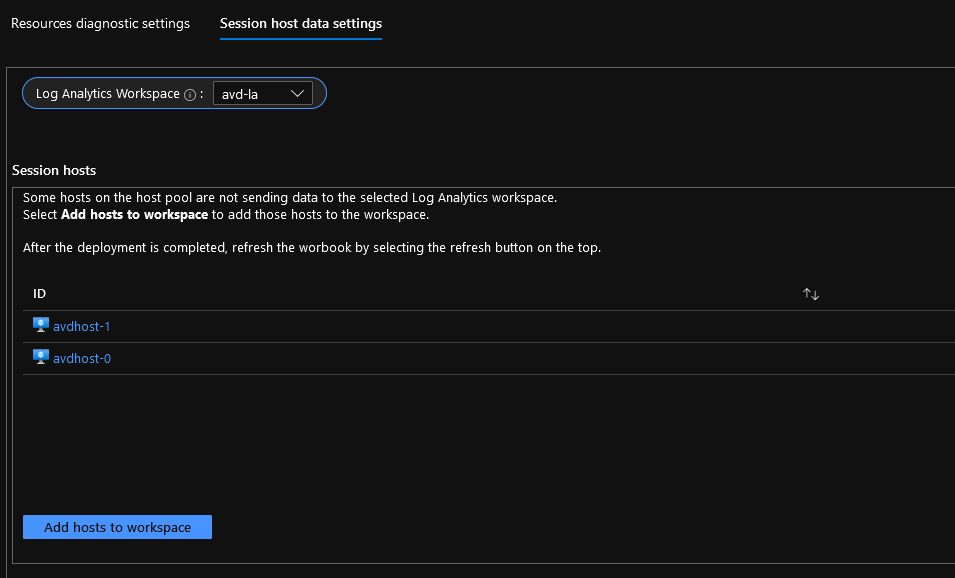 Resources diagnostic settings
Session host data settings
Log Analytics Workspace :
avd-la
Session hosts
Some hosts on the host pool are not sending data to the selected Log Analytics workspace.
Select Add hosts to workspace to add those hosts to the workspace.
After the deployment is completed, refresh the worbook by selecting the refresh button on the top.
ID
avdhost-1
avdhost-0
Add hosts to workspace